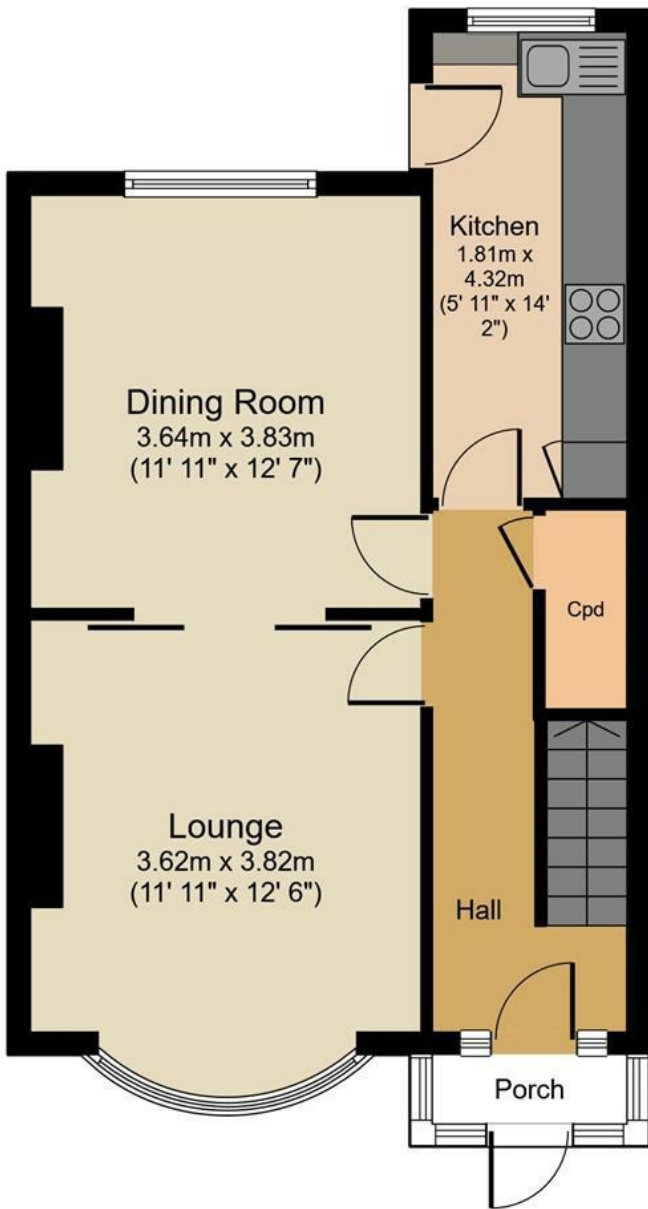 Kitchen
1.81m x
4.32m
(5' 11" x 14'
2")
Dining Room
3.64m x 3.83m
(11' 11" x 12' 7")
Cpd
Lounge
3.62m x 3.82m
(11' 11" x 12' 6")
Hall
Porch